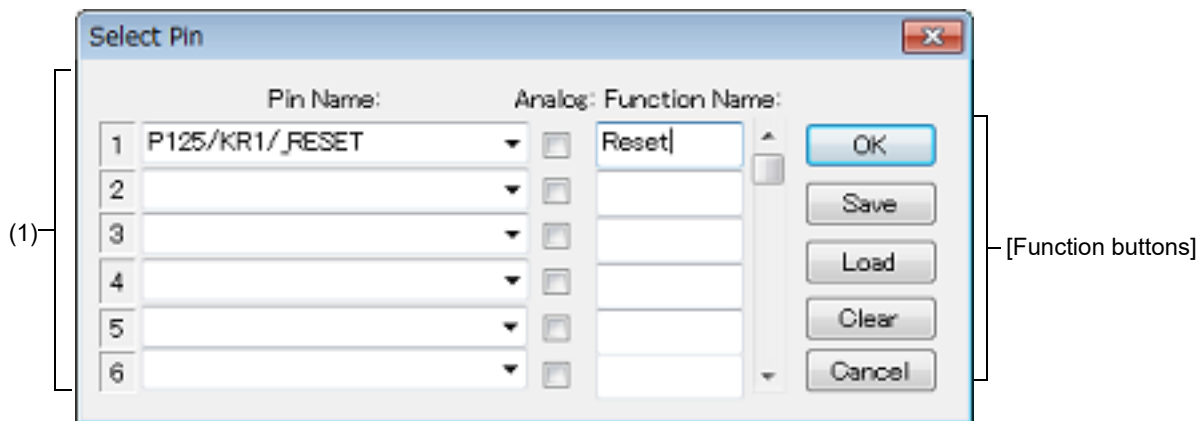 Select Pin
Pin Name: Analog: Function Name:
1 P125/KR1/_RESET Reset OK
2 Save
(1) 3 [Function buttons]
4 Load
5 Clear
6 Cancel